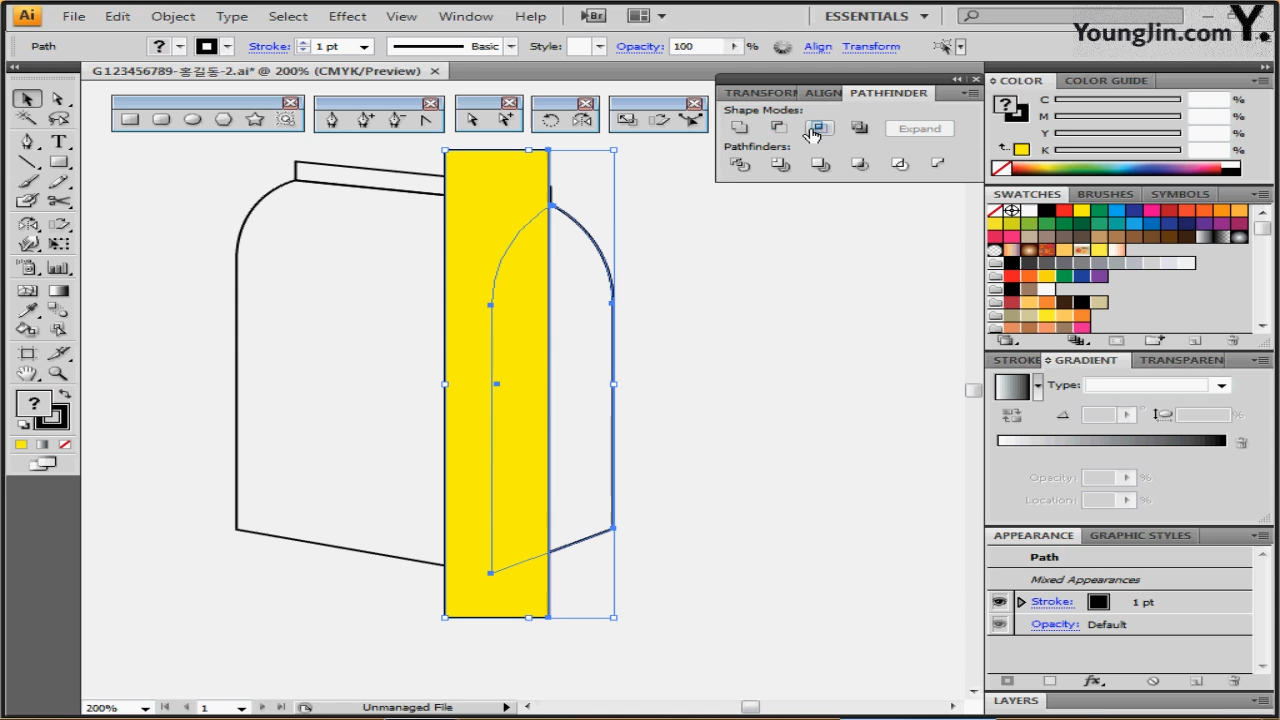 Ai File Edit Object Type Select Effect View Window Help Br ESSENTIALS
YoungJin.com Y.
Path ? Stroke: 1 pt Basic Style: Opacity: 100 % Align Transform
G123456789-홍길동-2.ai* @ 200% (CMYK/Preview)
TRANSFORM ALIGN PATHFINDER
Shape Modes:
Expand
Pathfinders:
COLOR COLOR GUIDE
?
C %
M %
Y %
K %
SWATCHES BRUSHES SYMBOLS
T
?
STROKE GRADIENT TRANSPAREN
Type:
°
%
Opacity: %
Location: %
APPEARANCE GRAPHIC STYLES
Path
Mixed Appearances
Stroke: 1 pt
Opacity: Default
fx
LAYERS
200% 1 Unmanaged File